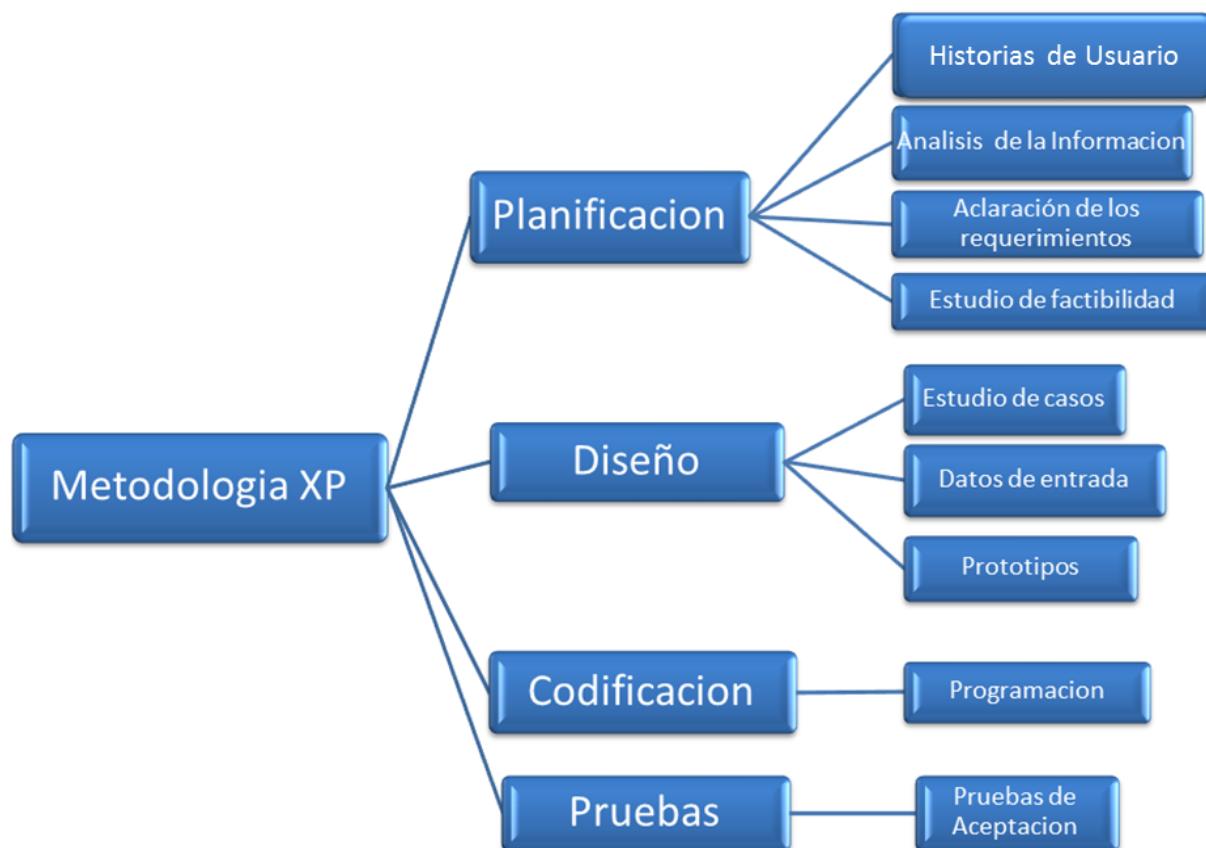 Metodologia XP
Planificacion
Historias de Usuario
Analisis de la Informacion
Aclaración de los
requerimientos
Estudio de factibilidad
Diseño
Estudio de casos
Datos de entrada
Prototipos
Codificacion
Programacion
Pruebas
Pruebas de
Aceptacion